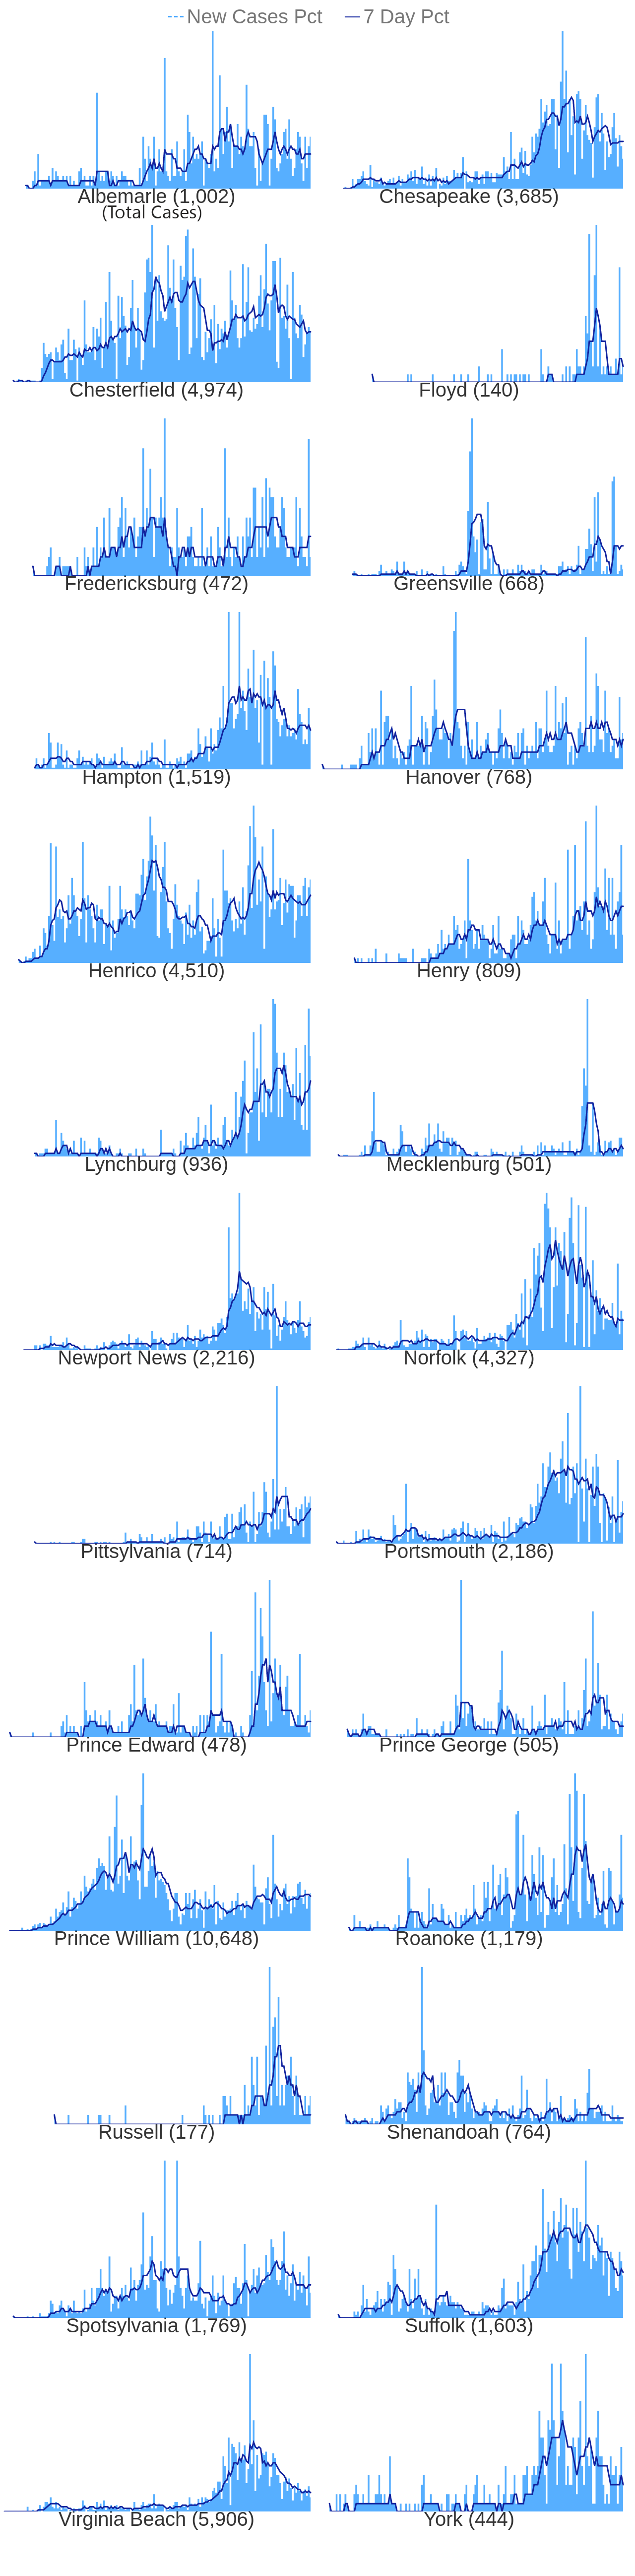 New Cases Pct 7 Day Pct
Albemarle (1,002) Chesapeake (3,685)
(Total Cases)
Chesterfield (4,974) Floyd (140)
Fredericksburg (472) Greensville (668)
Hampton (1,519) Hanover (768)
Henrico (4,510) Henry (809)
Lynchburg (936) Mecklenburg (501)
Newport News (2,216) Norfolk (4,327)
Pittsylvania (714) Portsmouth (2,186)
Prince Edward (478) Prince George (505)
Prince William (10,648) Roanoke (1,179)
Russell (177) Shenandoah (764)
Spotsylvania (1,769) Suffolk (1,603)
Virginia Beach (5,906) York (444)